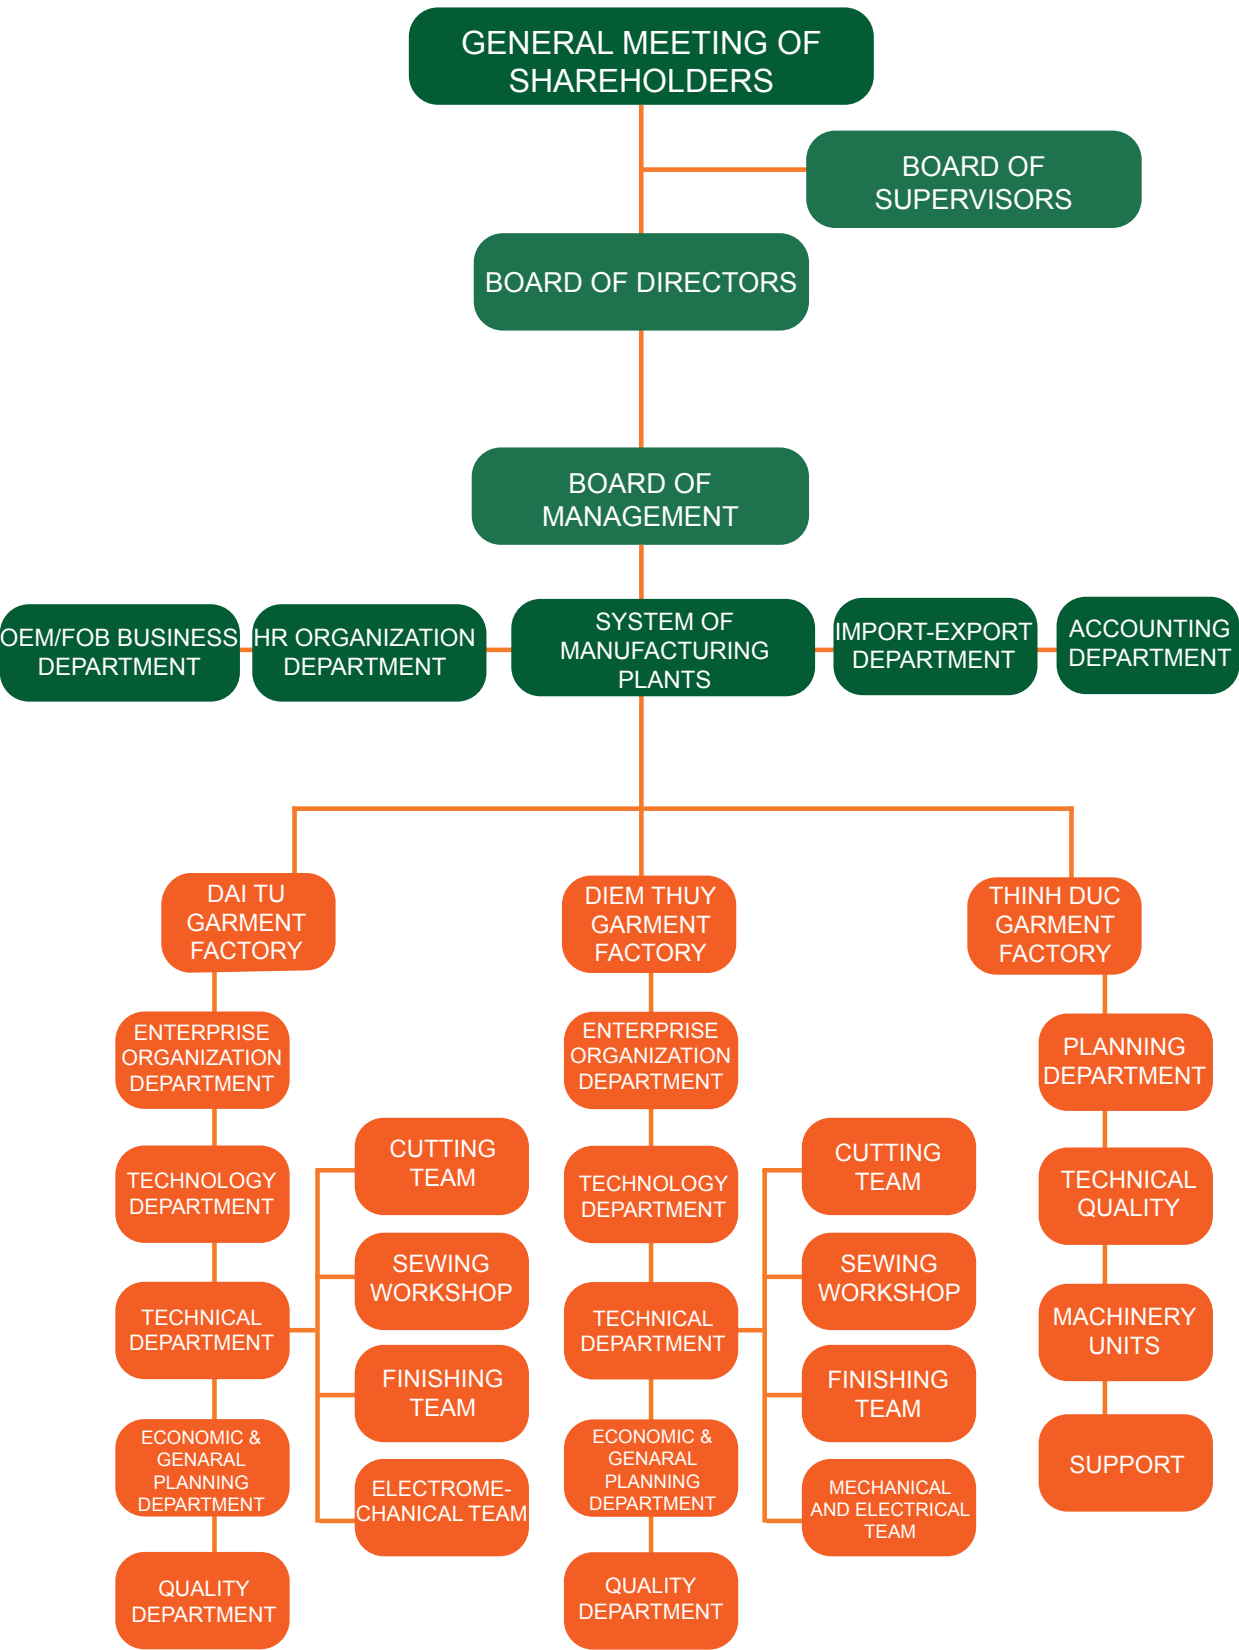 GENERAL MEETING OF
SHAREHOLDERS
BOARD OF
SUPERVISORS
BOARD OF DIRECTORS
BOARD OF
MANAGEMENT
OEM/FOB BUSINESS
DEPARTMENT
HR ORGANIZATION
DEPARTMENT
SYSTEM OF
MANUFACTURING
PLANTS
IMPORT-EXPORT
DEPARTMENT
ACCOUNTING
DEPARTMENT
DAI TU
GARMENT
FACTORY
ENTERPRISE
ORGANIZATION
DEPARTMENT
TECHNOLOGY
DEPARTMENT
TECHNICAL
DEPARTMENT
ECONOMIC &
GENARAL
PLANNING
DEPARTMENT
QUALITY
DEPARTMENT
CUTTING
TEAM
SEWING
WORKSHOP
FINISHING
TEAM
ELECTROME-
CHANICAL TEAM
DIEM THUY
GARMENT
FACTORY
ENTERPRISE
ORGANIZATION
DEPARTMENT
TECHNOLOGY
DEPARTMENT
TECHNICAL
DEPARTMENT
ECONOMIC &
GENARAL
PLANNING
DEPARTMENT
QUALITY
DEPARTMENT
CUTTING
TEAM
SEWING
WORKSHOP
FINISHING
TEAM
MECHANICAL
AND ELECTRICAL
TEAM
THINH DUC
GARMENT
FACTORY
PLANNING
DEPARTMENT
TECHNICAL
QUALITY
MACHINERY
UNITS
SUPPORT